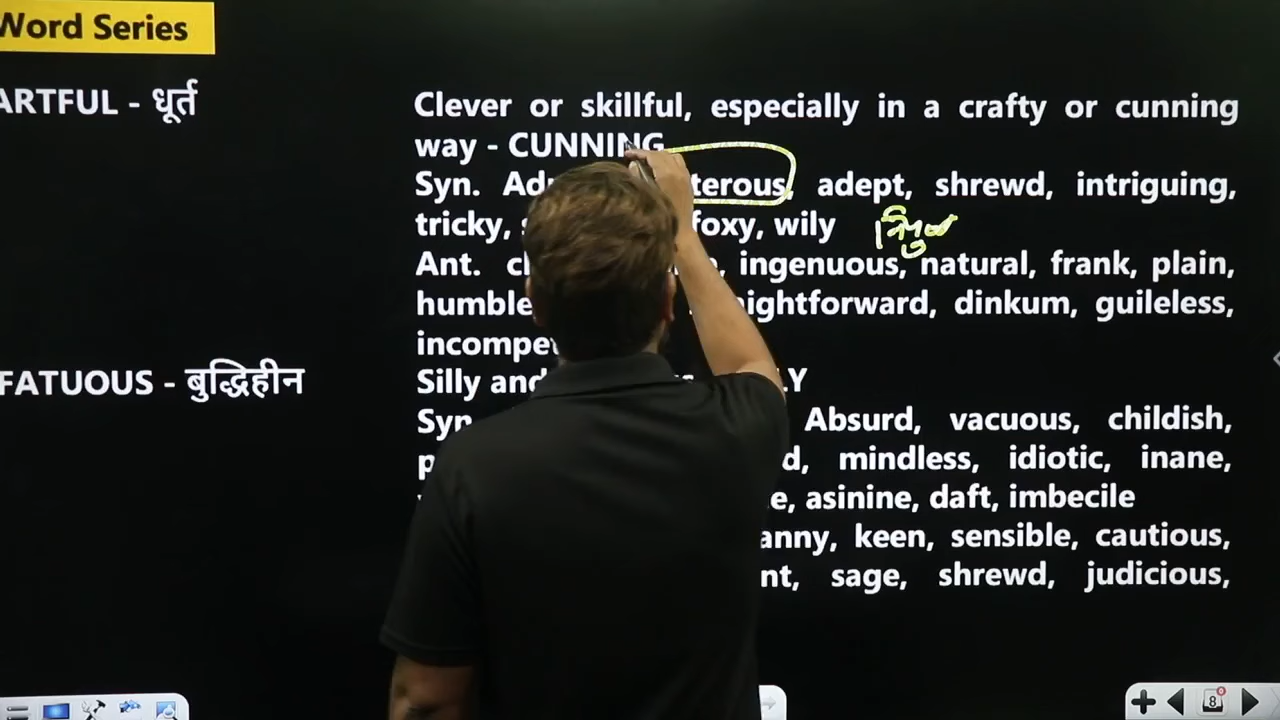 Word Series
ARTFUL - धूर्त
Clever or skillful, especially in a crafty or cunning
way - CUNNING
Syn. terous, adept, shrewd, intriguing,
tricky, foxy, wily निपुण
Ant. ingenuous, natural, frank, plain,
humble ightforward, dinkum, guileless,
incompet
FATUOUS - बुद्धिहीन
Silly and LY
Syn Absurd, vacuous, childish,
mindless, idiotic, inane,
asinine, daft, imbecile
anny, keen, sensible, cautious,
nt, sage, shrewd, judicious,
8